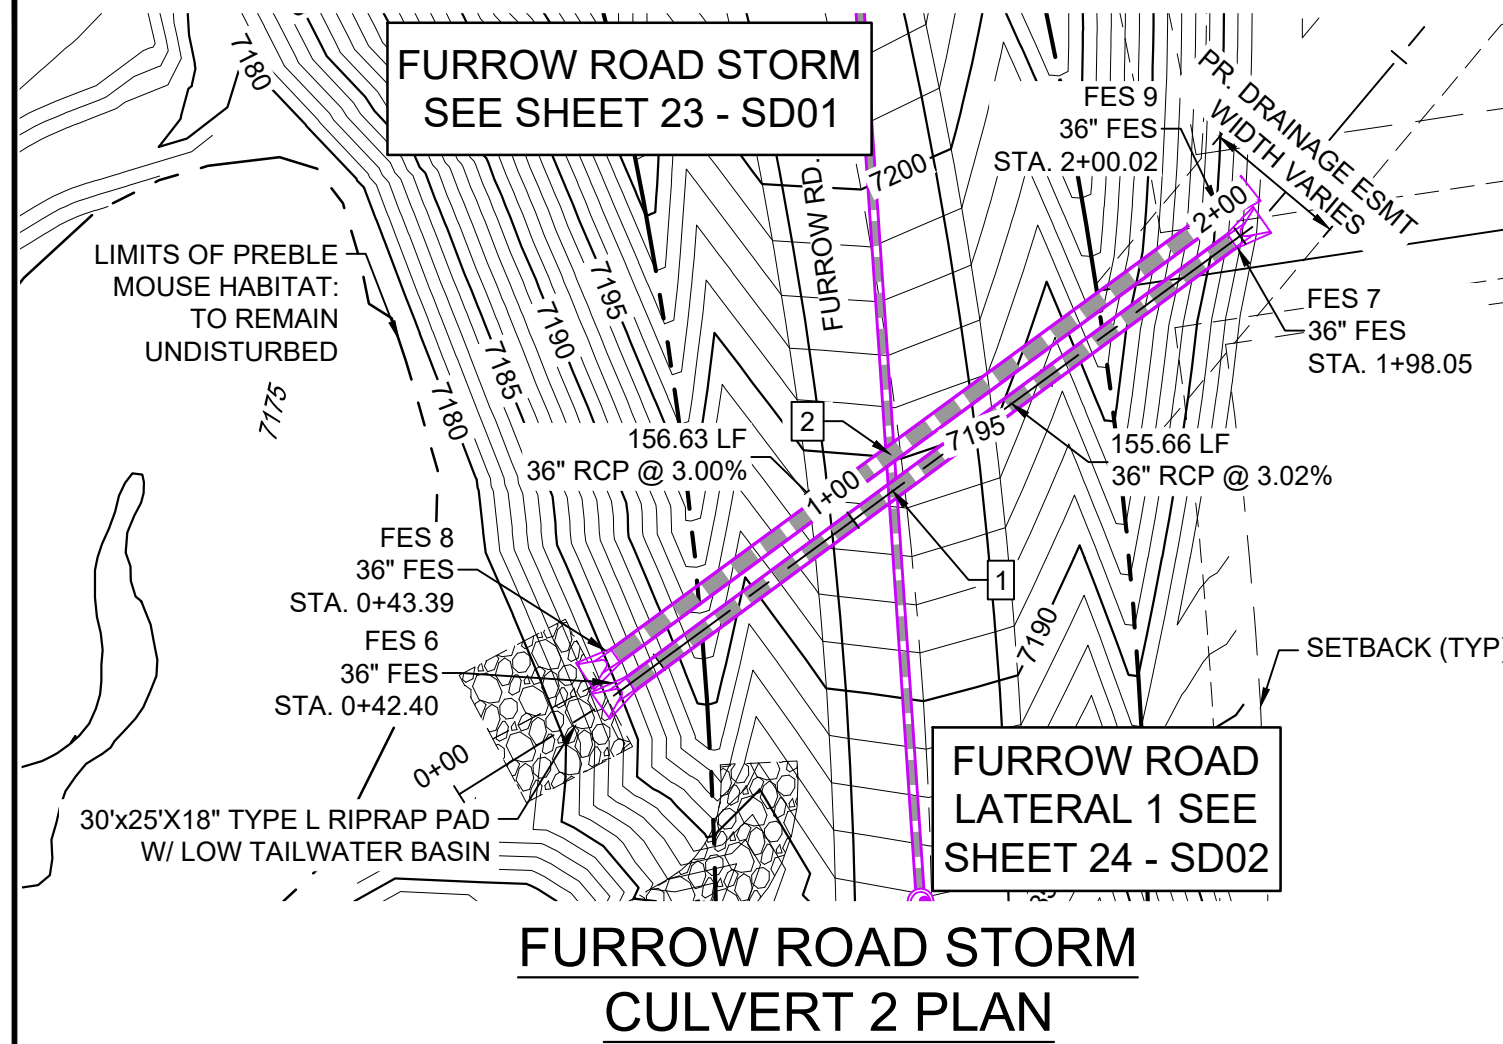 FURROW ROAD STORM
SEE SHEET 23 - SD01
7180
FES 9
36" FES
STA. 2+00.02
PR. DRAINAGE ESMT
WIDTH VARIES
7200
FURROW RD.
2+00
LIMITS OF PREBLE
MOUSE HABITAT:
TO REMAIN
UNDISTURBED
7195
7190
7185
7180
7175
FES 7
36" FES
STA. 1+98.05
2
156.63 LF
36" RCP @ 3.00%
7195
155.66 LF
36" RCP @ 3.02%
1+00
1
FES 8
36" FES
STA. 0+43.39
FES 6
36" FES
STA. 0+42.40
7190
SETBACK (TYP)
0+00
30'x25'X18" TYPE L RIPRAP PAD
W/ LOW TAILWATER BASIN
FURROW ROAD
LATERAL 1 SEE
SHEET 24 - SD02
FURROW ROAD STORM
CULVERT 2 PLAN